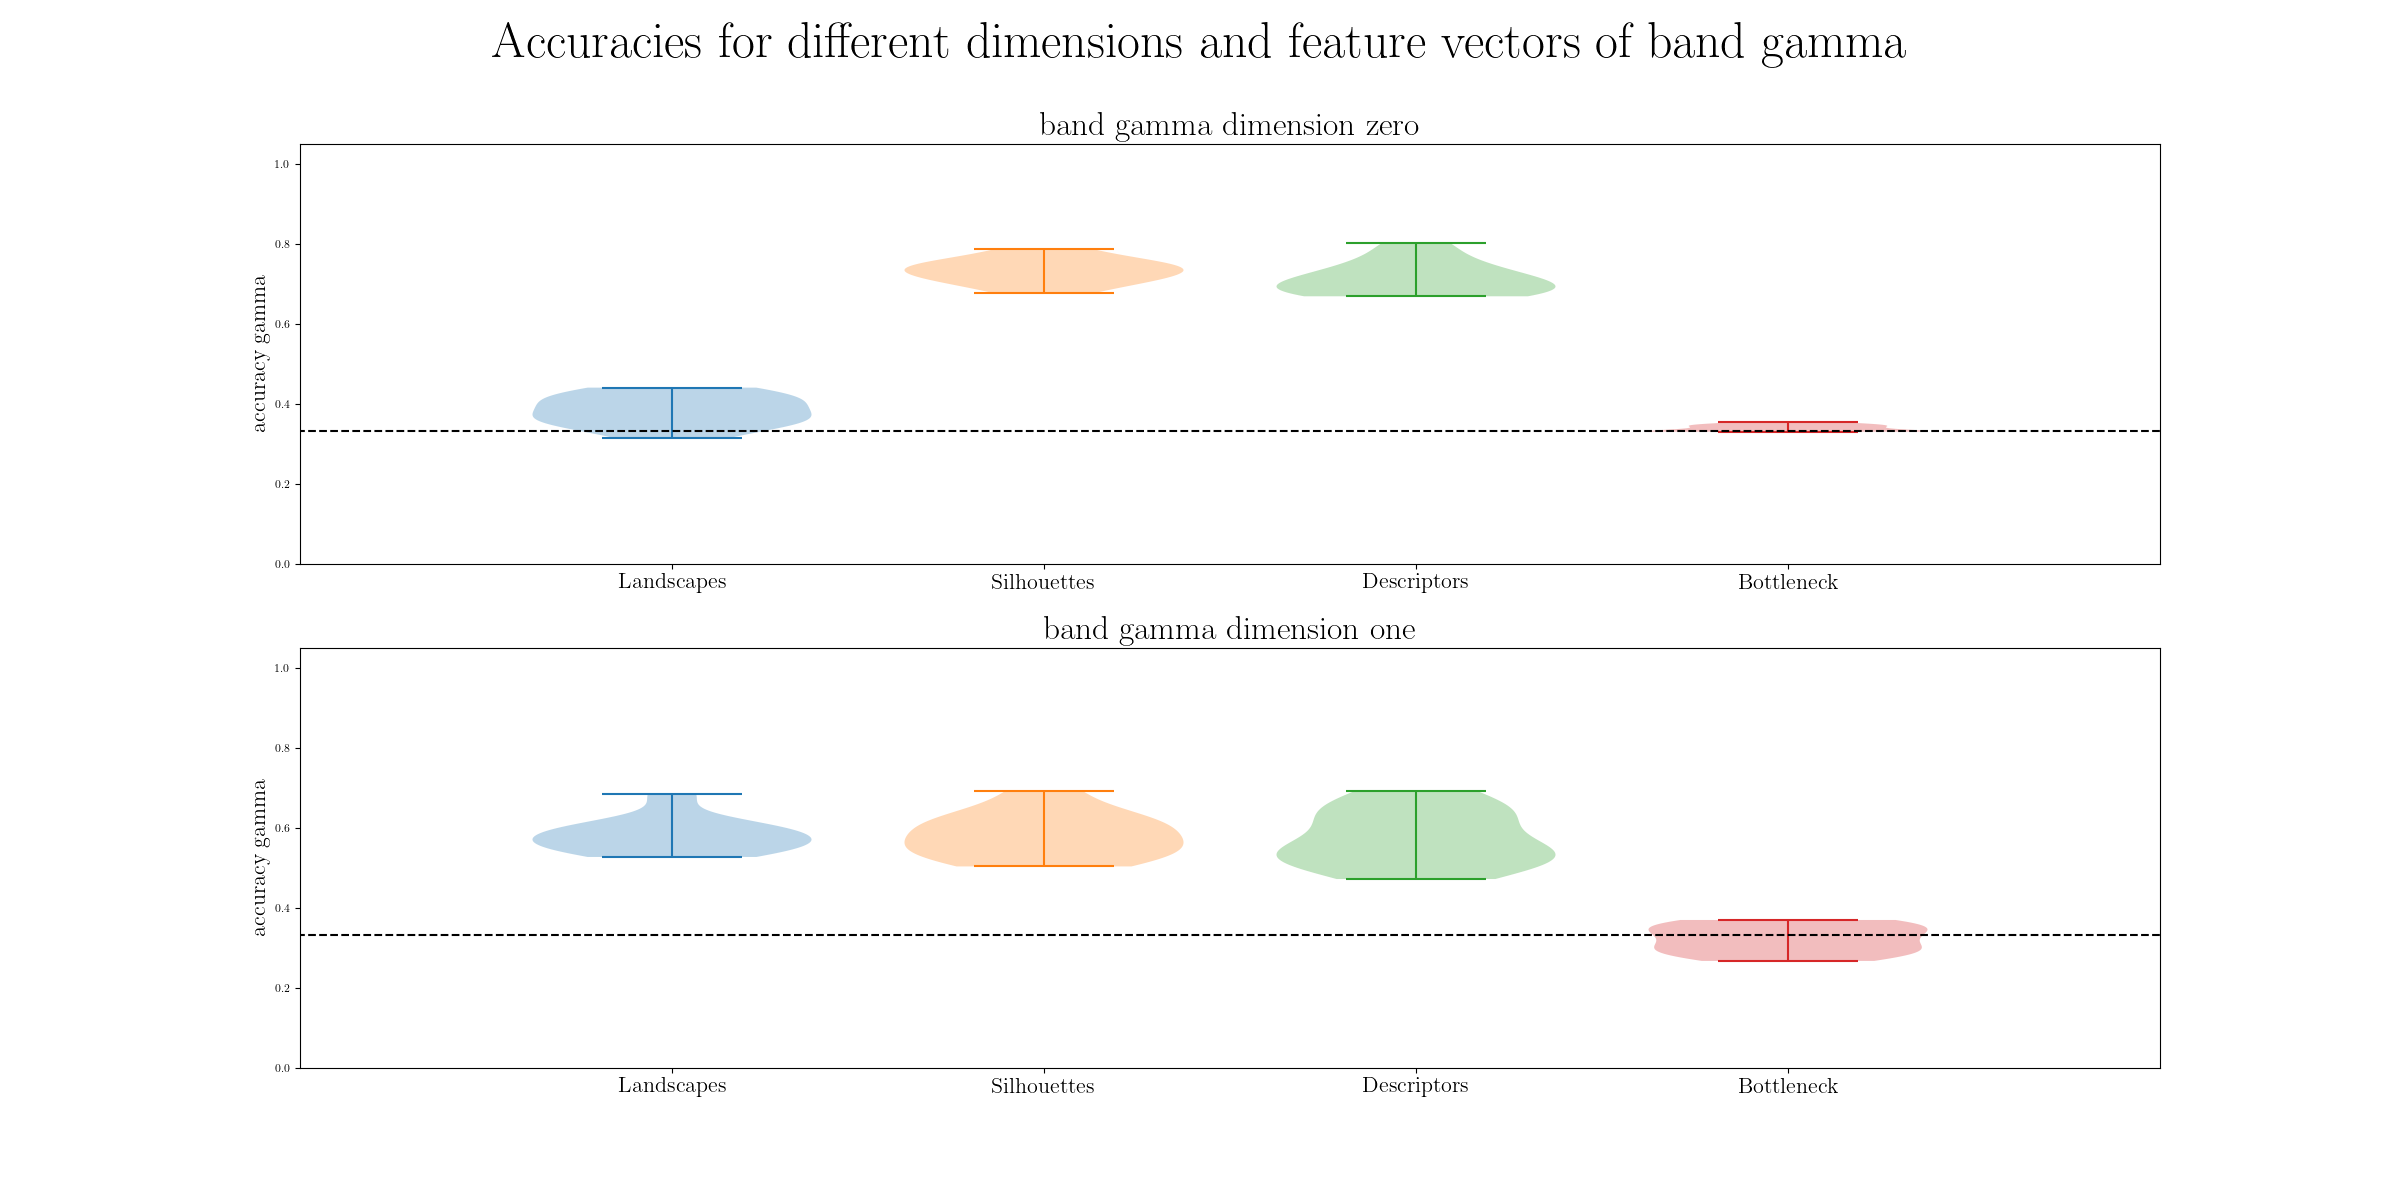 Accuracies for different dimensions and feature vectors of band gamma
band gamma dimension zero
accuracy gamma
1.0
0.8
0.6
0.4
0.2
0.0
Landscapes Silhouettes Descriptors Bottleneck
band gamma dimension one
accuracy gamma
1.0
0.8
0.6
0.4
0.2
0.0
Landscapes Silhouettes Descriptors Bottleneck